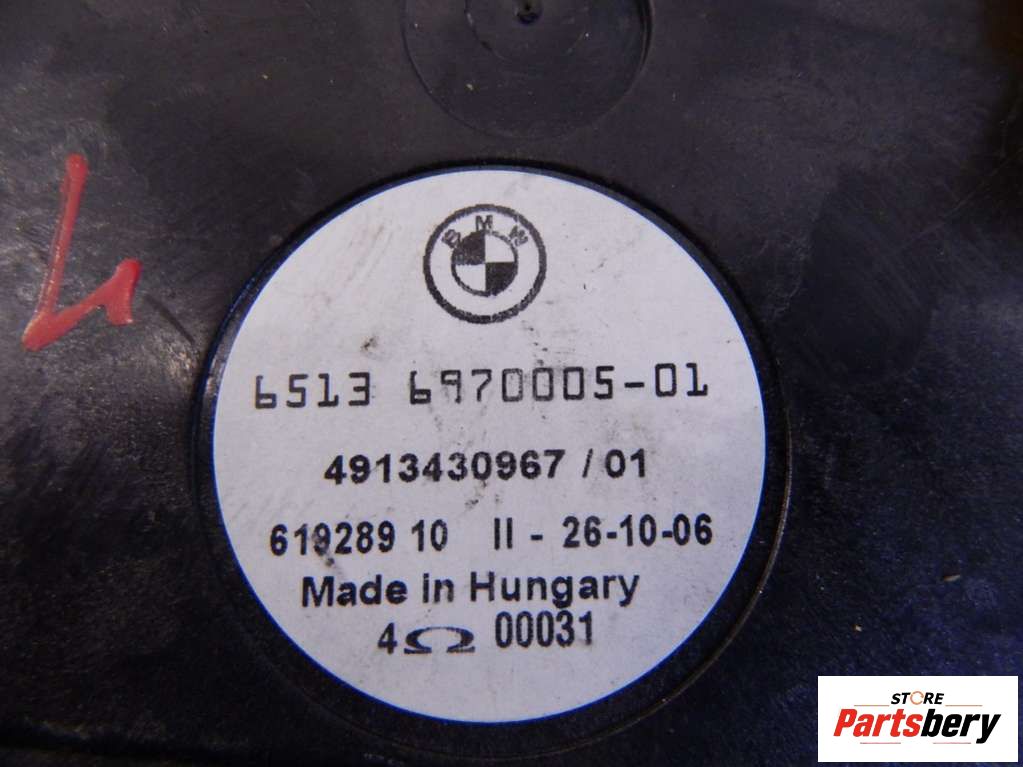 BMW
6513 6970005-01
4913430967 / 01
619289 10 II - 26-10-06
Made in Hungary
4Ω 00031
STORE
Partsbery